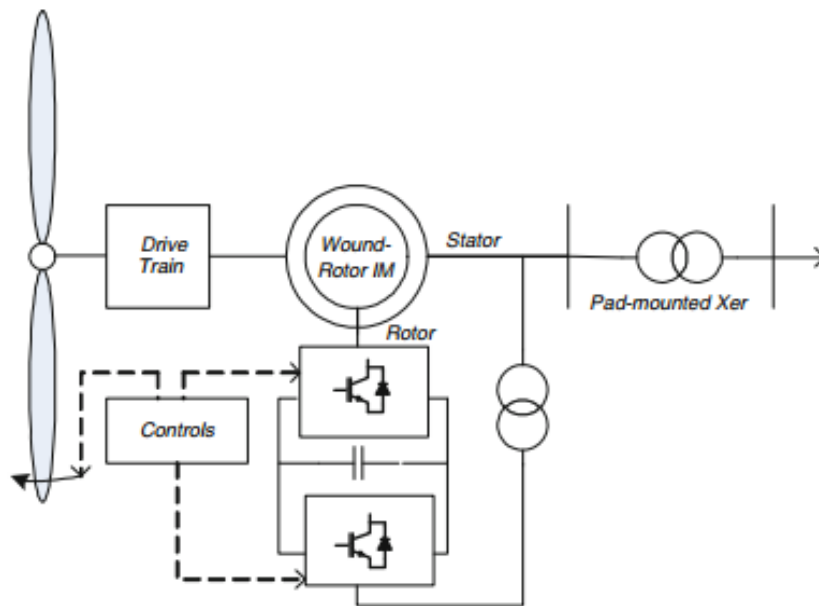 Drive
Train
Wound-
Rotor IM
Stator
Pad-mounted Xer
Rotor
Controls